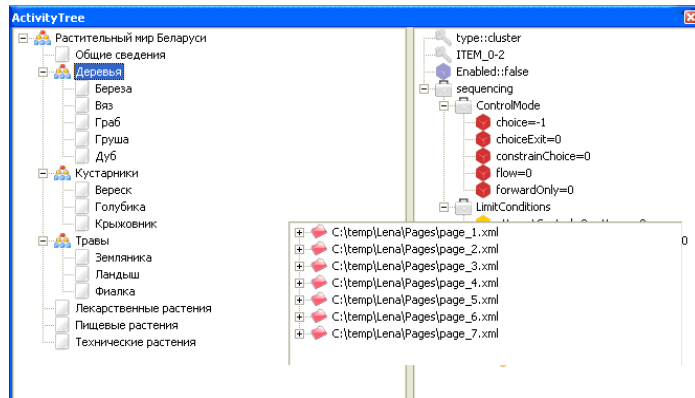 ActivityTree
Растительный мир Беларуси
Общие сведения
Деревья
Береза
Вяз
Граб
Груша
Дуб
Кустарники
Вереск
Голубика
Крыжовник
Травы
Земляника
Ландыш
Фиалка
Лекарственные растения
Пищевые растения
Технические растения
type::cluster
ITEM_0-2
Enabled::false
sequencing
ControlMode
choice=-1
choiceExit=0
constrainChoice=0
flow=0
forwardOnly=0
LimitConditions
0
C:\temp\Lena\Pages\page_1.xml
C:\temp\Lena\Pages\page_2.xml
C:\temp\Lena\Pages\page_3.xml
C:\temp\Lena\Pages\page_4.xml
C:\temp\Lena\Pages\page_5.xml
C:\temp\Lena\Pages\page_6.xml
C:\temp\Lena\Pages\page_7.xml